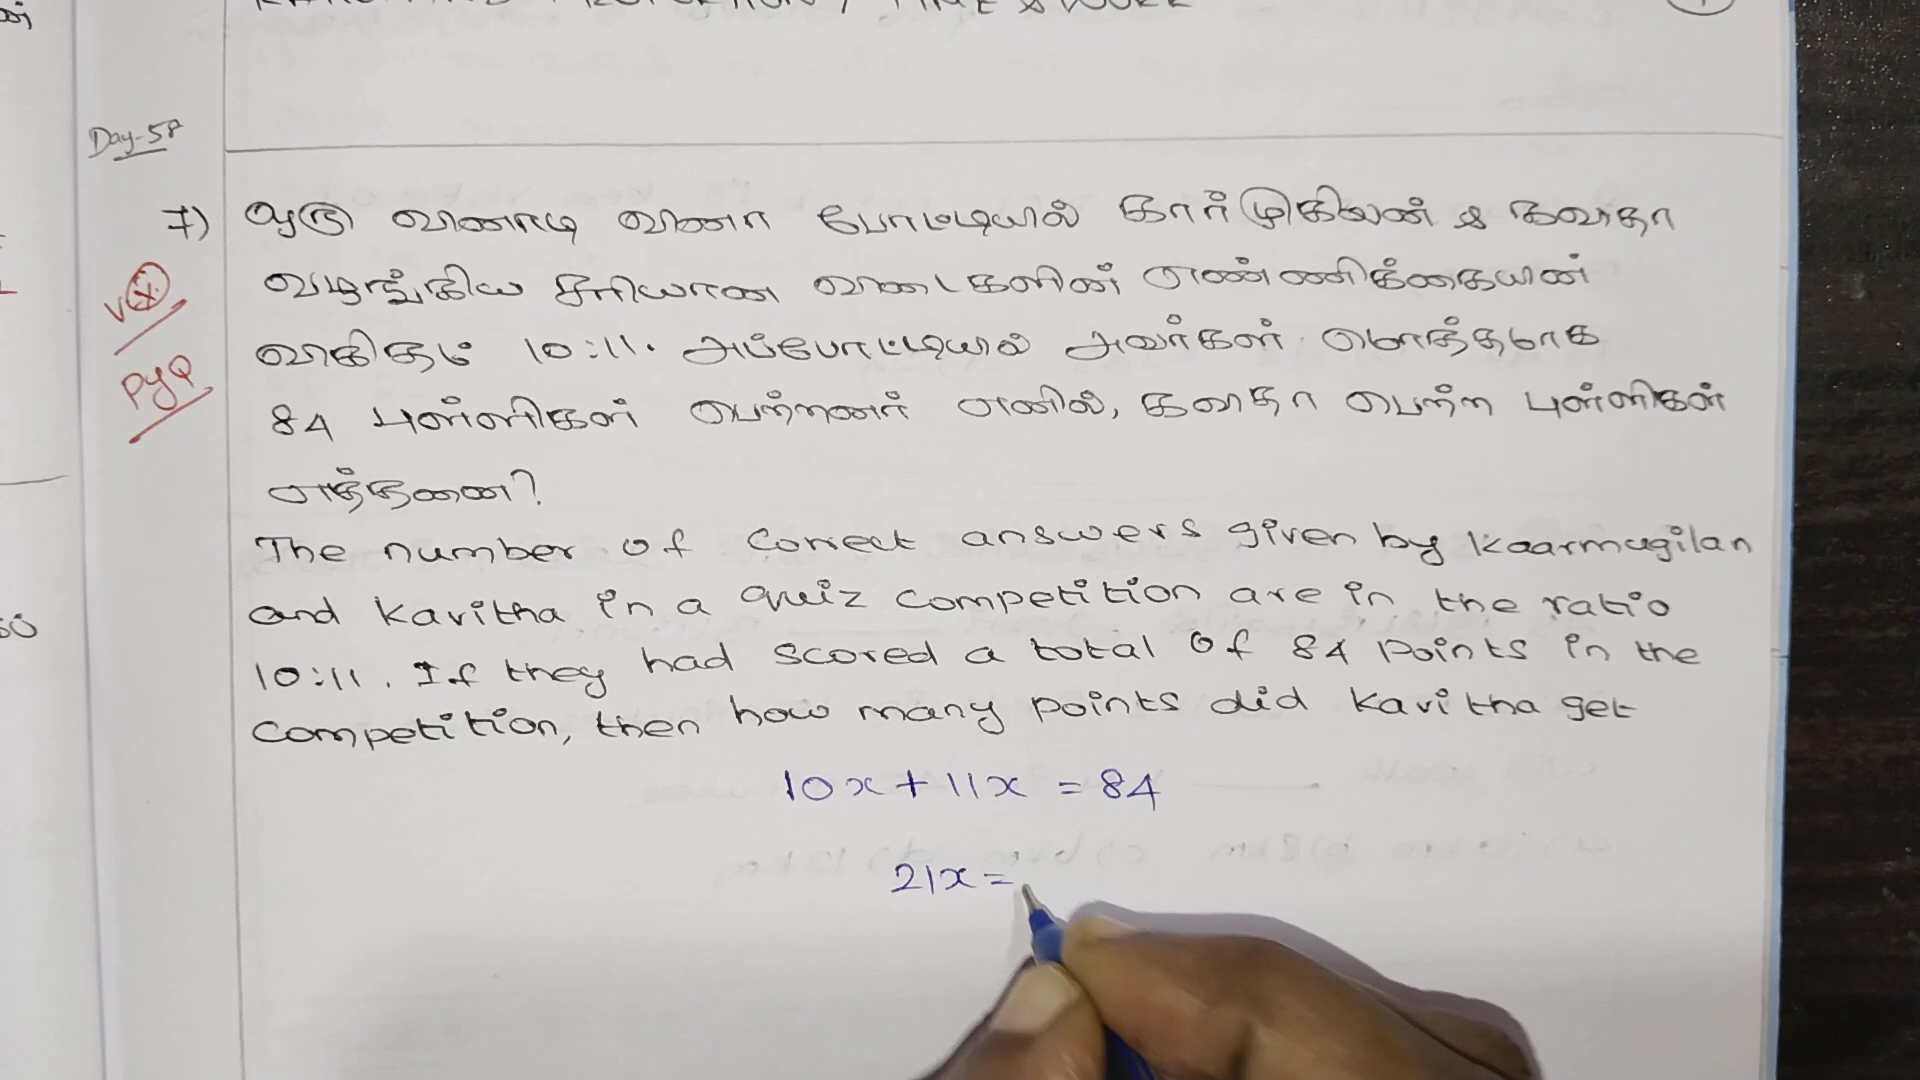 Day-58
7) ஒரு வினாடி வினா போட்டியில் கார்முகிலன் & கவிதா
வழங்கிய சரியான விடைகளின் எண்ணிக்கையின்
விகிதம் 10:11. அப்போட்டியில் அவர்கள் மொத்தமாக
84 புள்ளிகள் பெற்றனர் எனில், கவிதா பெற்ற புள்ளிகள்
எத்தனை?
PYQ
The number of correct answers given by Kaarmugilan
and Kavitha in a quiz competition are in the ratio
10:11. If they had scored a total of 84 points in the
competition, then how many points did Kavitha get
10x + 11x = 84
21x =